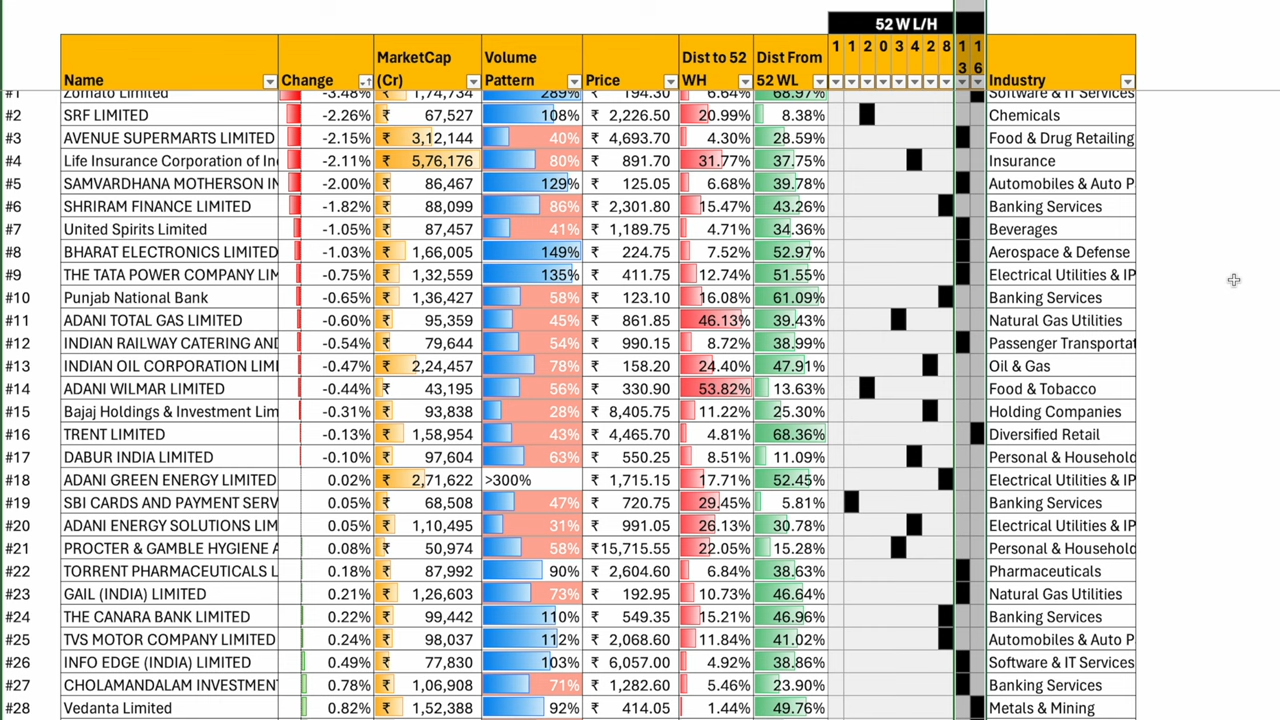 52 W L/H
Name Change MarketCap (Cr) Volume Pattern Price Dist to 52 WH Dist From 52 WL 1 1 2 0 3 4 2 8 13 16 Industry
#1 Zomato Limited -3.48% ₹ 1,74,734 289% ₹ 194.30 6.64% 68.97% Software & IT Services
#2 SRF LIMITED -2.26% ₹ 67,527 108% ₹ 2,226.50 20.99% 8.38% Chemicals
#3 AVENUE SUPERMARTS LIMITED -2.15% ₹ 3,12,144 40% ₹ 4,693.70 4.30% 28.59% Food & Drug Retailing
#4 Life Insurance Corporation of In -2.11% ₹ 5,76,176 80% ₹ 891.70 31.77% 37.75% Insurance
#5 SAMVARDHANA MOTHERSON IN -2.00% ₹ 86,467 129% ₹ 125.05 6.68% 39.78% Automobiles & Auto P
#6 SHRIRAM FINANCE LIMITED -1.82% ₹ 88,099 86% ₹ 2,301.80 15.47% 43.26% Banking Services
#7 United Spirits Limited -1.05% ₹ 87,457 41% ₹ 1,189.75 4.71% 34.36% Beverages
#8 BHARAT ELECTRONICS LIMITED -1.03% ₹ 1,66,005 149% ₹ 224.75 7.52% 52.97% Aerospace & Defense
#9 THE TATA POWER COMPANY LIM -0.75% ₹ 1,32,559 135% ₹ 411.75 12.74% 51.55% Electrical Utilities & IP
#10 Punjab National Bank -0.65% ₹ 1,36,427 58% ₹ 123.10 16.08% 61.09% Banking Services
#11 ADANI TOTAL GAS LIMITED -0.60% ₹ 95,359 45% ₹ 861.85 46.13% 39.43% Natural Gas Utilities
#12 INDIAN RAILWAY CATERING AND -0.54% ₹ 79,644 54% ₹ 990.15 8.72% 38.99% Passenger Transportat
#13 INDIAN OIL CORPORATION LIMI -0.47% ₹ 2,24,457 78% ₹ 158.20 24.40% 47.91% Oil & Gas
#14 ADANI WILMAR LIMITED -0.44% ₹ 43,195 56% ₹ 330.90 53.82% 13.63% Food & Tobacco
#15 Bajaj Holdings & Investment Lim -0.31% ₹ 93,838 28% ₹ 8,405.75 11.22% 25.30% Holding Companies
#16 TRENT LIMITED -0.13% ₹ 1,58,954 43% ₹ 4,465.70 4.81% 68.36% Diversified Retail
#17 DABUR INDIA LIMITED -0.10% ₹ 97,604 63% ₹ 550.25 8.51% 11.09% Personal & Household
#18 ADANI GREEN ENERGY LIMITED 0.02% ₹ 2,71,622 >300% ₹ 1,715.15 17.71% 52.45% Electrical Utilities & IP
#19 SBI CARDS AND PAYMENT SERV 0.05% ₹ 68,508 47% ₹ 720.75 29.45% 5.81% Banking Services
#20 ADANI ENERGY SOLUTIONS LIM 0.05% ₹ 1,10,495 31% ₹ 991.05 26.13% 30.78% Electrical Utilities & IP
#21 PROCTER & GAMBLE HYGIENE A 0.08% ₹ 50,974 58% ₹15,715.55 22.05% 15.28% Personal & Household
#22 TORRENT PHARMACEUTICALS L 0.18% ₹ 87,992 90% ₹ 2,604.60 6.84% 38.63% Pharmaceuticals
#23 GAIL (INDIA) LIMITED 0.21% ₹ 1,26,603 73% ₹ 192.95 10.73% 46.64% Natural Gas Utilities
#24 THE CANARA BANK LIMITED 0.22% ₹ 99,442 110% ₹ 549.35 15.21% 46.96% Banking Services
#25 TVS MOTOR COMPANY LIMITED 0.24% ₹ 98,037 112% ₹ 2,068.60 11.84% 41.02% Automobiles & Auto P
#26 INFO EDGE (INDIA) LIMITED 0.49% ₹ 77,830 103% ₹ 6,057.00 4.92% 38.86% Software & IT Services
#27 CHOLAMANDALAM INVESTMENT 0.78% ₹ 1,06,908 71% ₹ 1,282.60 5.46% 23.90% Banking Services
#28 Vedanta Limited 0.82% ₹ 1,52,388 92% ₹ 414.05 1.44% 49.76% Metals & Mining